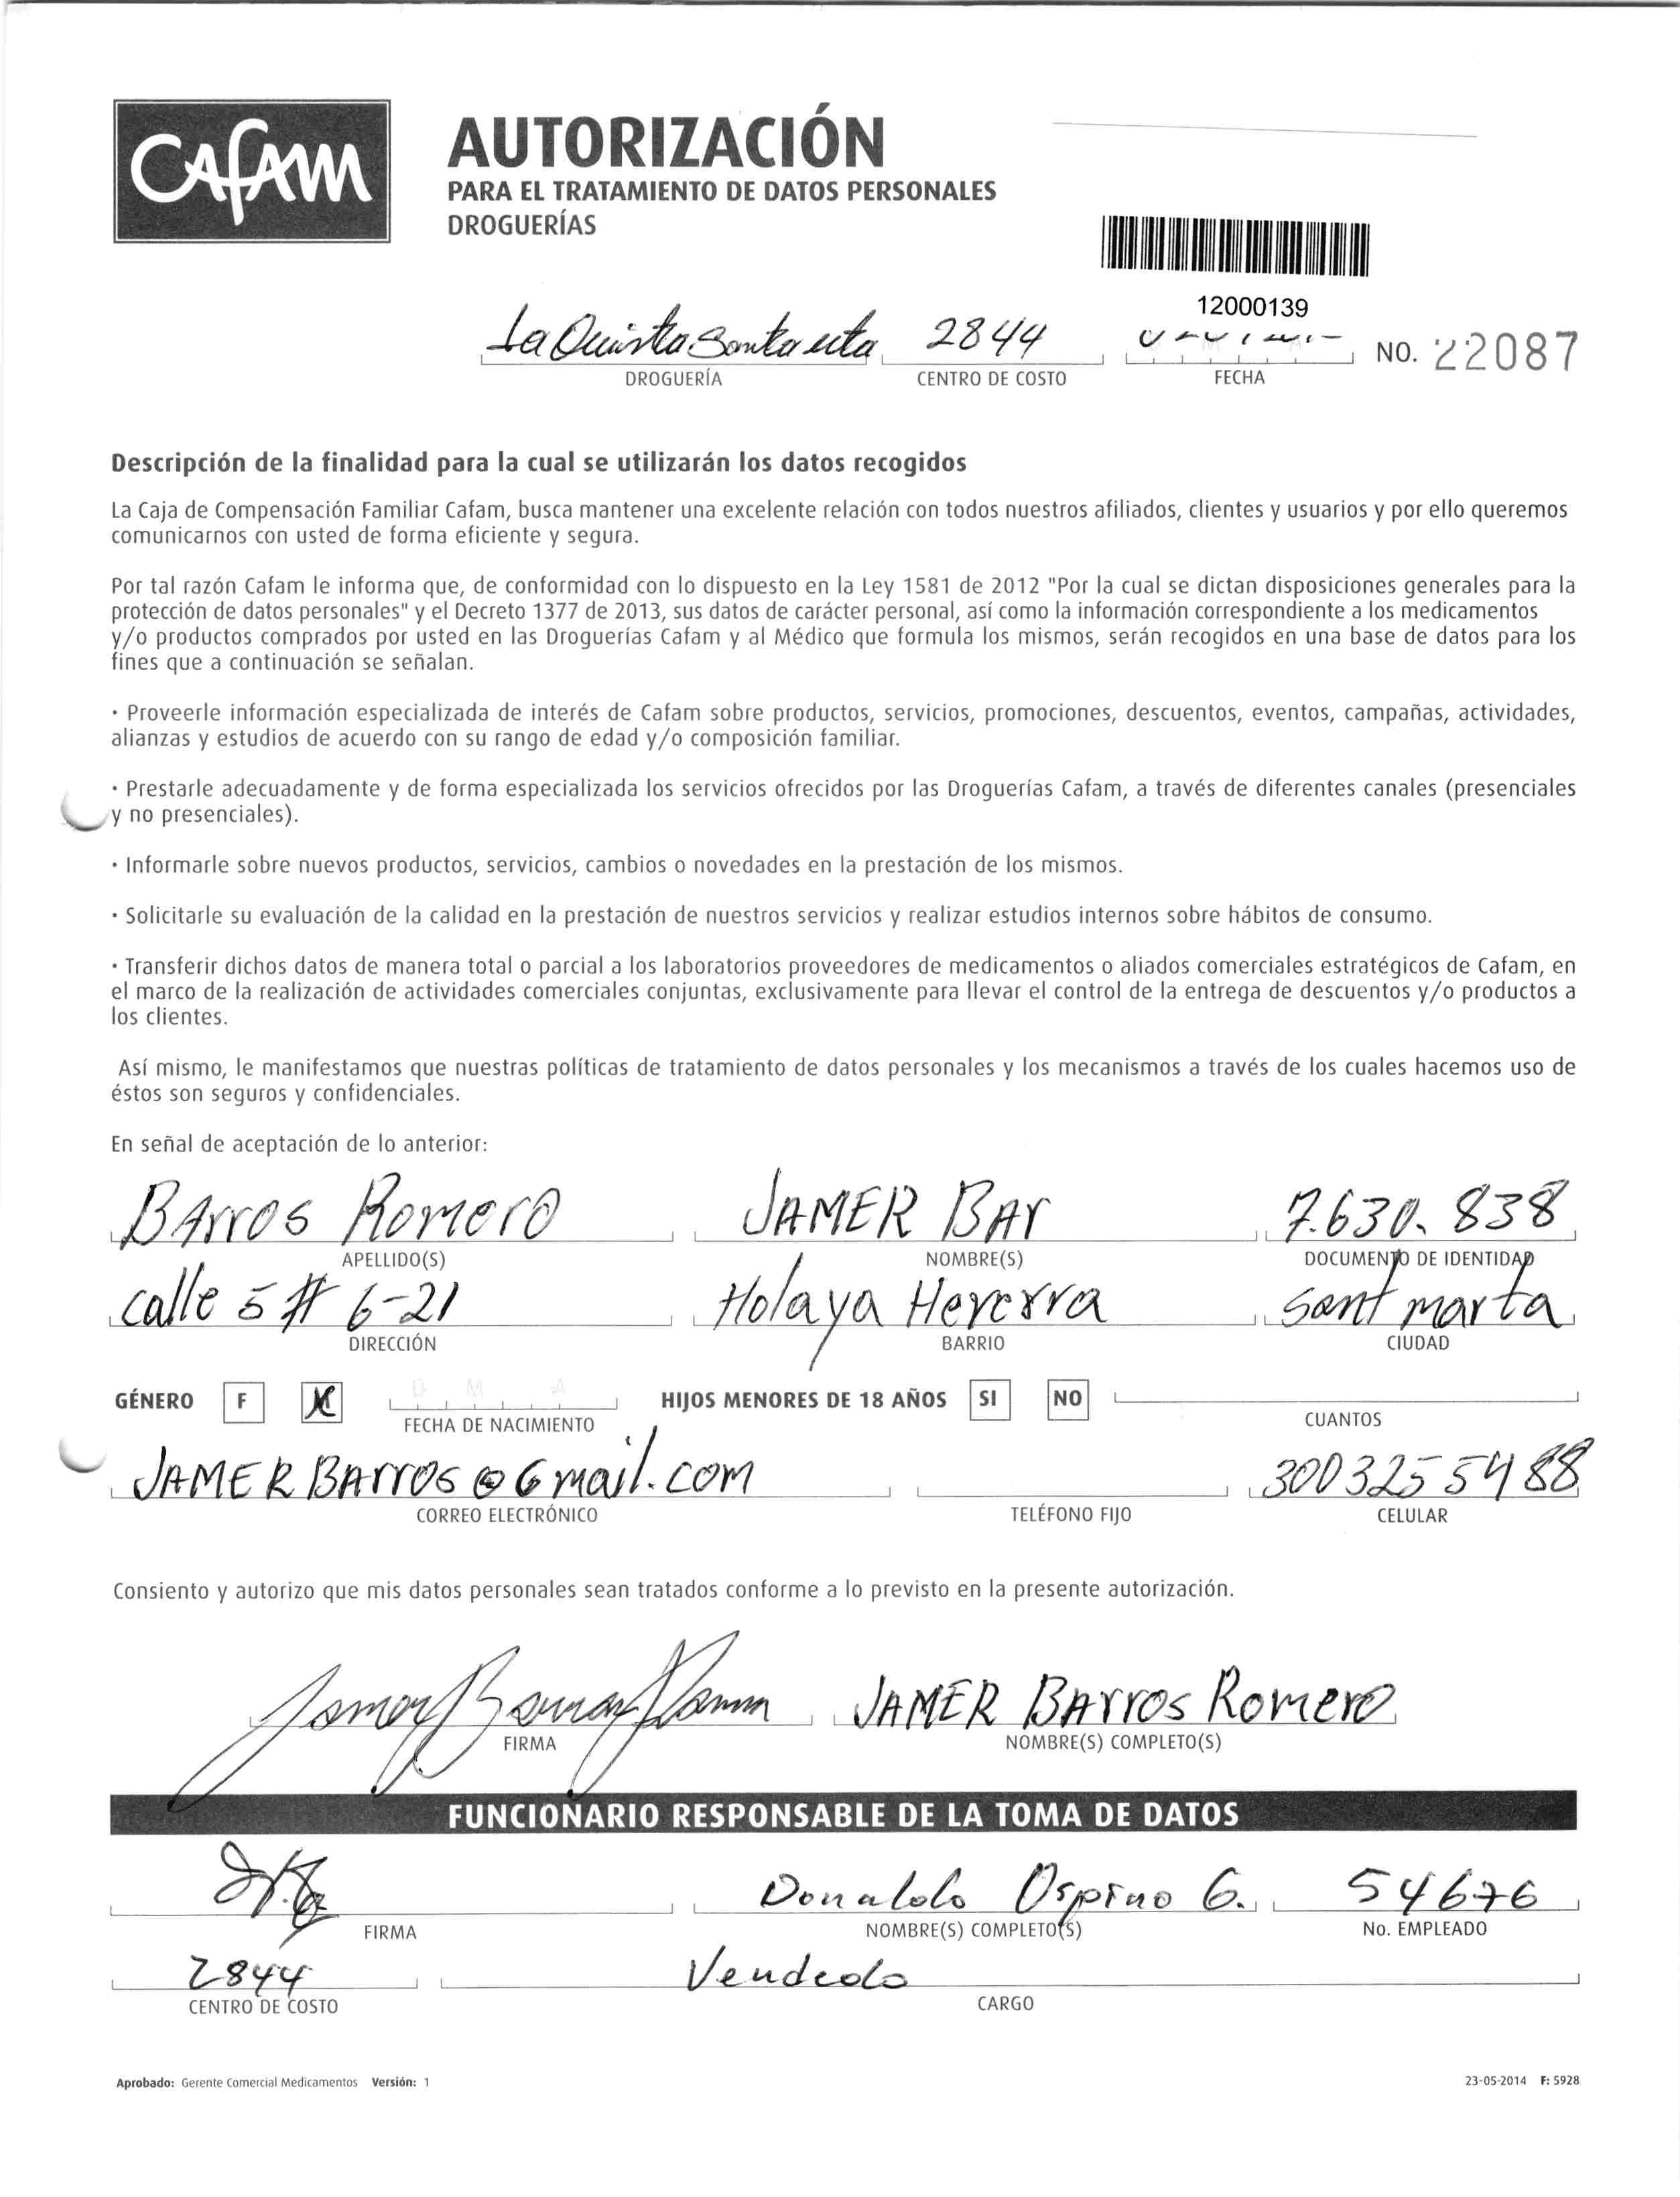 CAfAM
AUTORIZACIÓN
PARA EL TRATAMIENTO DE DATOS PERSONALES
DROGUERÍAS
12000139
La Quinta Santa 2844 NO. 22087
DROGUERÍA CENTRO DE COSTO FECHA
Descripción de la finalidad para la cual se utilizarán los datos recogidos
La Caja de Compensación Familiar Cafam, busca mantener una excelente relación con todos nuestros afiliados, clientes y usuarios y por ello queremos
comunicarnos con usted de forma eficiente y segura.
Por tal razón Cafam le informa que, de conformidad con lo dispuesto en la Ley 1581 de 2012 "Por la cual se dictan disposiciones generales para la
protección de datos personales" y el Decreto 1377 de 2013, sus datos de carácter personal, así como la información correspondiente a los medicamentos
y/o productos comprados por usted en las Droguerías Cafam y al Médico que formula los mismos, serán recogidos en una base de datos para los
fines que a continuación se señalan.
· Proveerle información especializada de interés de Cafam sobre productos, servicios, promociones, descuentos, eventos, campañas, actividades,
alianzas y estudios de acuerdo con su rango de edad y/o composición familiar.
· Prestarle adecuadamente y de forma especializada los servicios ofrecidos por las Droguerías Cafam, a través de diferentes canales (presenciales
y no presenciales).
· Informarle sobre nuevos productos, servicios, cambios o novedades en la prestación de los mismos.
· Solicitarle su evaluación de la calidad en la prestación de nuestros servicios y realizar estudios internos sobre hábitos de consumo.
· Transferir dichos datos de manera total o parcial a los laboratorios proveedores de medicamentos o aliados comerciales estratégicos de Cafam, en
el marco de la realización de actividades comerciales conjuntas, exclusivamente para llevar el control de la entrega de descuentos y/o productos a
los clientes.
Así mismo, le manifestamos que nuestras políticas de tratamiento de datos personales y los mecanismos a través de los cuales hacemos uso de
éstos son seguros y confidenciales.
En señal de aceptación de lo anterior:
BArros Romero JAMER BAr 7.630.838
APELLIDO(S) NOMBRE(S) DOCUMENTO DE IDENTIDAD
calle 5 # 6-21 Holaya Hererra sant marta
DIRECCIÓN BARRIO CIUDAD
GÉNERO F M D M A HIJOS MENORES DE 18 AÑOS SI NO
FECHA DE NACIMIENTO CUANTOS
JAMER BArros @ Gmail.com 3003255488
CORREO ELECTRÓNICO TELÉFONO FIJO CELULAR
Consiento y autorizo que mis datos personales sean tratados conforme a lo previsto en la presente autorización.
JAMER BArros Romero
FIRMA NOMBRE(S) COMPLETO(S)
FUNCIONARIO RESPONSABLE DE LA TOMA DE DATOS
Donaldo Ospino G. 54676
FIRMA NOMBRE(S) COMPLETO(S) No. EMPLEADO
2844 Vendedo
CENTRO DE COSTO CARGO
Aprobado: Gerente Comercial Medicamentos Versión: 1 23-05-2014 F: 5928